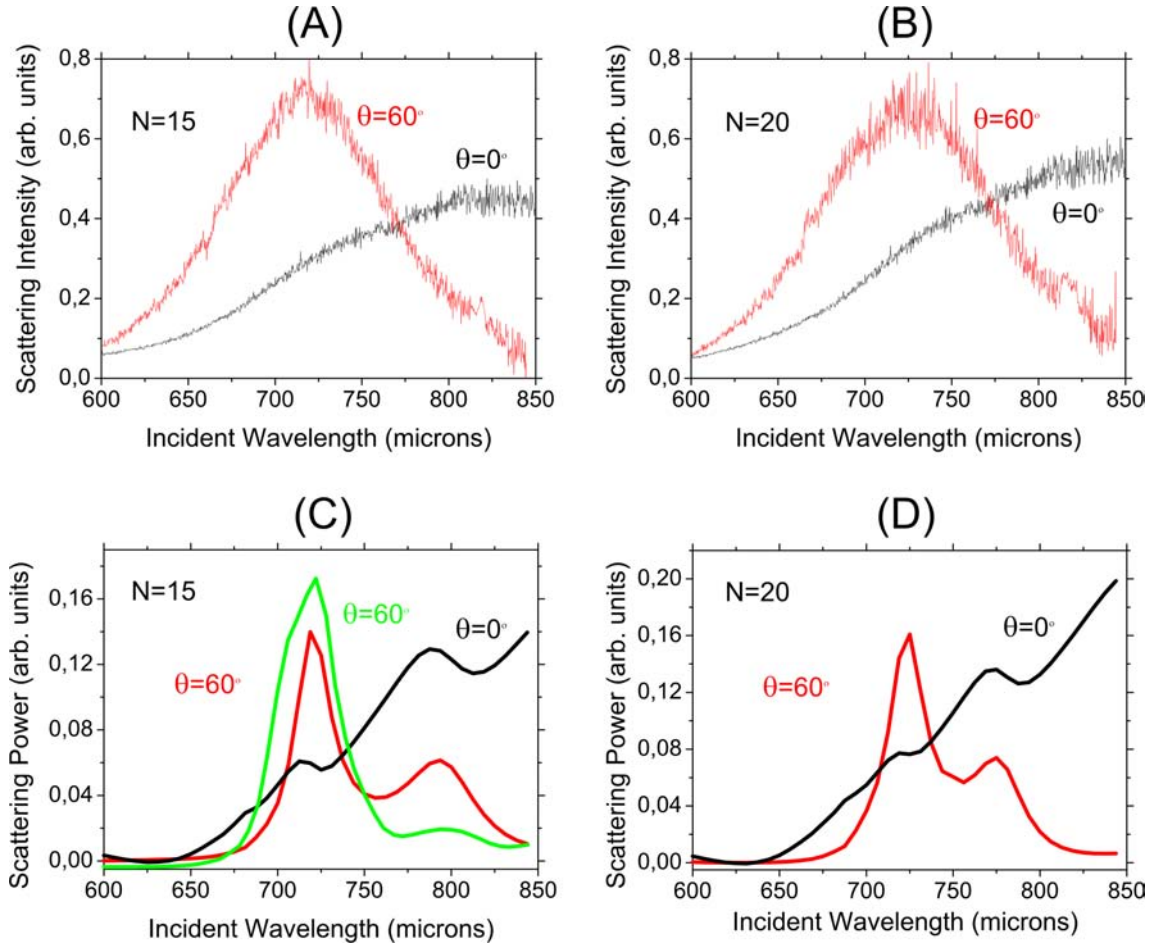 (A)
(B)
Scattering Intensity (arb. units)
0,8
0,6
0,4
0,2
0.0
N=15
θ=60°
θ=0°
600 650 700 750 800 850
Incident Wavelength (microns)
Scattering Intensity (arb. units)
0,8
0,6
0,4
0,2
0.0
N=20
θ=60°
θ=0°
600 650 700 750 800 850
Incident Wavelength (microns)
(C)
(D)
Scattering Power (arb. units)
0,16
0,12
0,08
0,04
0,00
N=15
θ=60°
θ=60°
θ=0°
600 650 700 750 800 850
Incident Wavelength (microns)
Scattering Power (arb. units)
0,20
0,16
0,12
0,08
0,04
0,00
N=20
θ=60°
θ=0°
600 650 700 750 800 850
Incident Wavelength (microns)